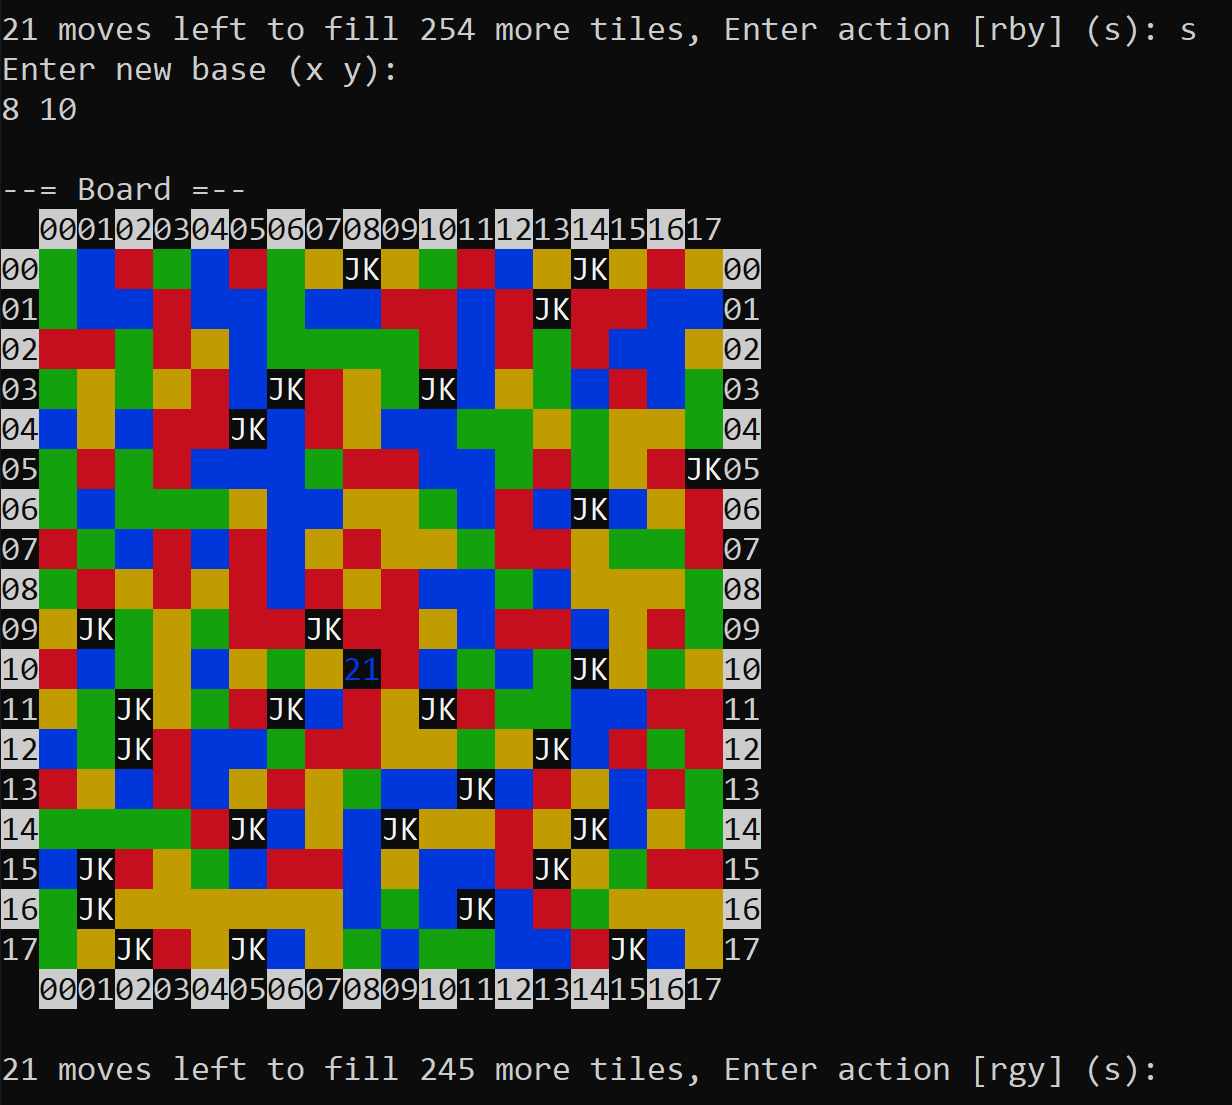 21 moves left to fill 254 more tiles, Enter action [rby] (s): s
Enter new base (x y):
8 10
--= Board =--
000102030405060708091011121314151617
00 JK JK 00
01 JK 01
02 02
03 JK JK 03
04 JK 04
05 JK05
06 JK 06
07 07
08 08
09 JK JK 09
10 21 JK 10
11 JK JK JK 11
12 JK JK 12
13 JK 13
14 JK JK JK 14
15 JK JK 15
16 JK JK 16
17 JK JK JK 17
000102030405060708091011121314151617
21 moves left to fill 245 more tiles, Enter action [rgy] (s):